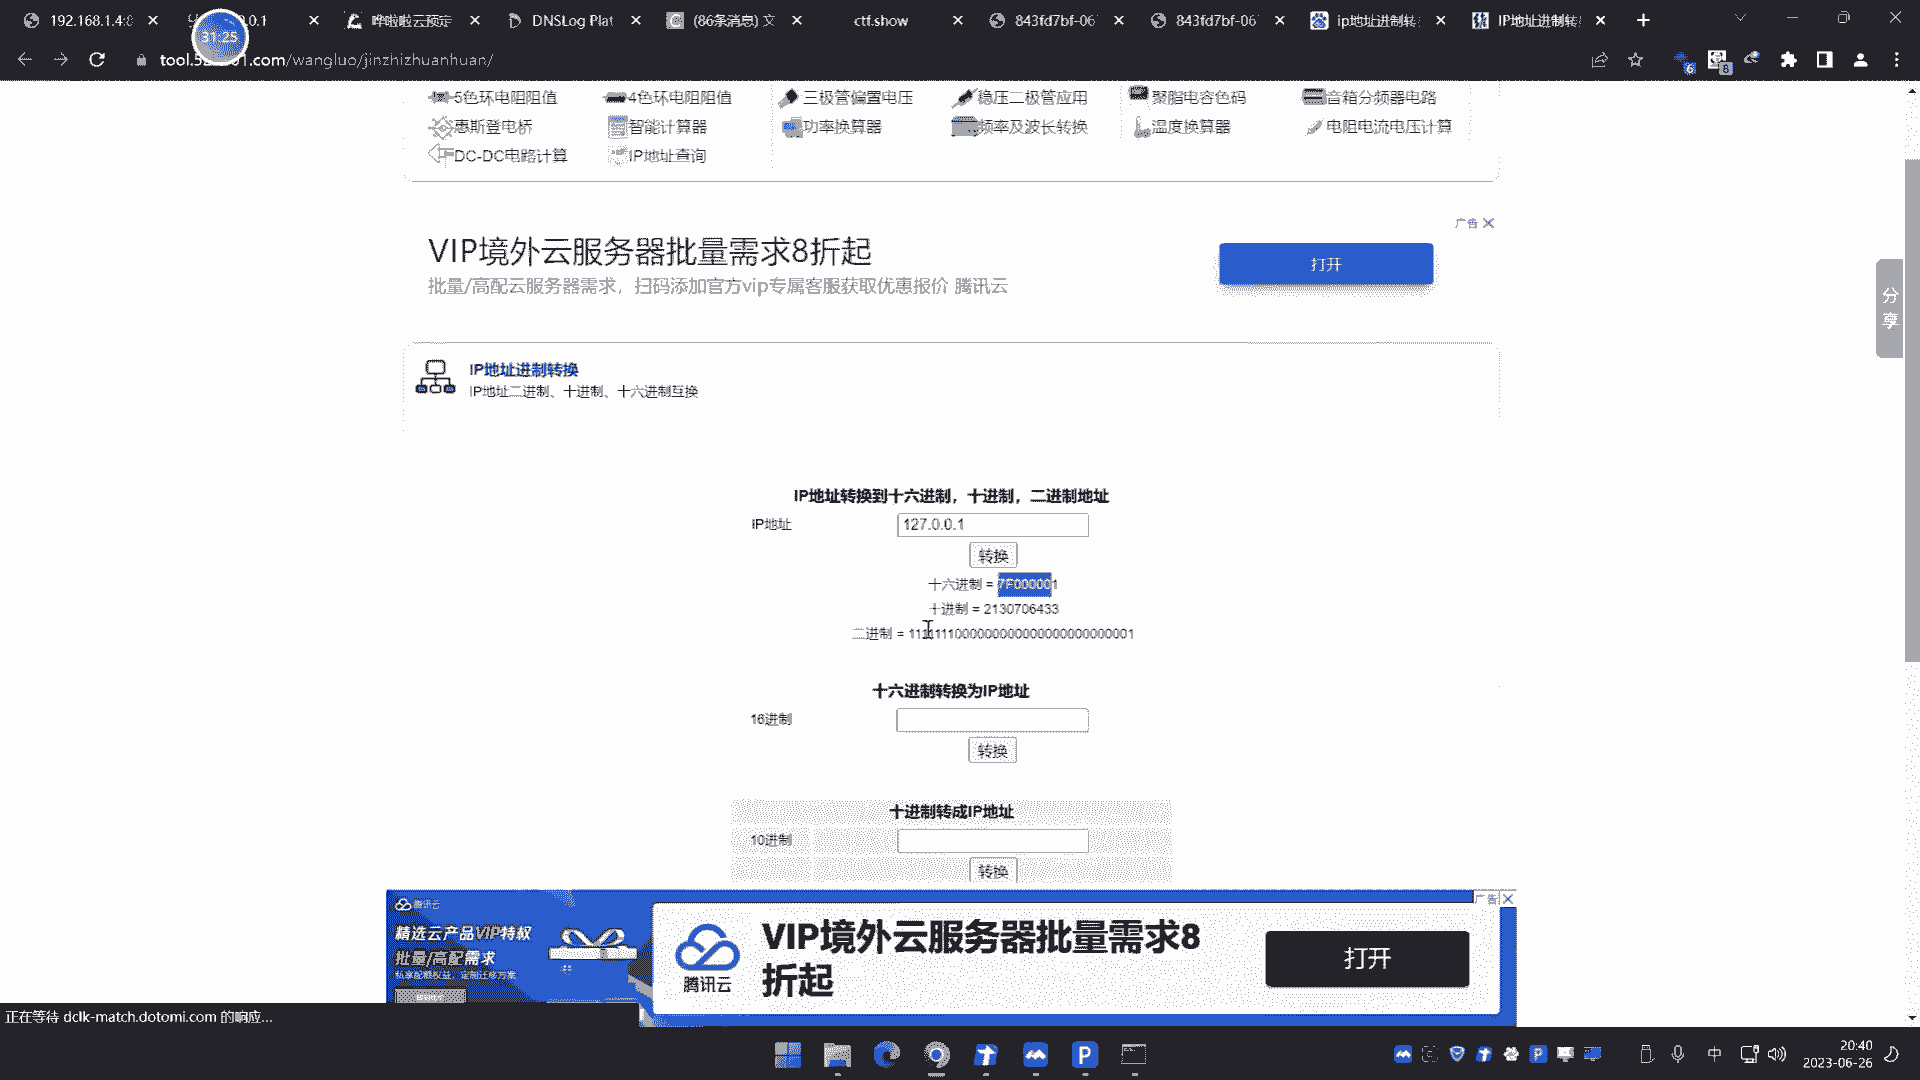 192.168.1.4:8
0.0.1
哗啦啦云预定
DNSLog Plat
(86条消息) 文
ctf.show
843fd7bf-06
843fd7bf-06
ip地址进制转
IP地址进制转
31:25
/wangluo/jinzhizhuanhuan/
6
8
5色环电阻阻值
4色环电阻阻值
三极管偏置电压
稳压二极管应用
聚脂电容色码
音箱分频器电路
惠斯登电桥
智能计算器
功率换算器
频率及波长转换
温度换算器
电阻电流电压计算
DC-DC电路计算
IP地址查询
广告
VIP境外云服务器批量需求8折起
打开
批量/高配云服务器需求，扫码添加官方vip专属客服获取优惠报价 腾讯云
分
享
IP地址进制转换
IP地址二进制、十进制、十六进制互换
IP地址转换到十六进制，十进制，二进制地址
IP地址
127.0.0.1
转换
十六进制 = 7F000001
十进制 = 2130706433
二进制 = 1111111000000000000000000000001
十六进制转换为IP地址
16进制
转换
十进制转成IP地址
10进制
转换
广告
腾讯云
精选云产品VIP特权
批量/高配需求
VIP境外云服务器批量需求8
折起
腾讯云
打开
正在等待 dclk-match.dotomi.com 的响应...
中
20:40
2023-06-26